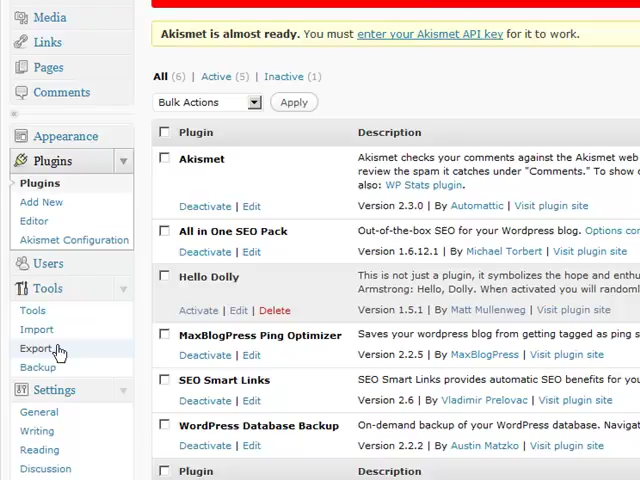 Media
Links
Pages
Comments
Appearance
Plugins
Plugins
Add New
Editor
Akismet Configuration
Users
Tools
Tools
Import
Export
Backup
Settings
General
Writing
Reading
Discussion
Akismet is almost ready. You must enter your Akismet API key for it to work.
All (6) | Active (5) | Inactive (1)
Bulk Actions Apply
Plugin Description
Akismet Akismet checks your comments against the Akismet web
review the spam it catches under "Comments." To show
also: WP Stats plugin.
Deactivate | Edit Version 2.3.0 | By Automattic | Visit plugin site
All in One SEO Pack Out-of-the-box SEO for your Wordpress blog. Options
Deactivate | Edit Version 1.6.12.1 | By Michael Torbert | Visit plugin site
Hello Dolly This is not just a plugin, it symbolizes the hope and
Armstrong: Hello, Dolly. When activated you will
Activate | Edit | Delete Version 1.5.1 | By Matt Mullenweg | Visit plugin site
MaxBlogPress Ping Optimizer Saves your wordpress blog from getting tagged as ping
Deactivate | Edit Version 2.2.5 | By MaxBlogPress | Visit plugin site
SEO Smart Links SEO Smart Links provides automatic SEO benefits for
Deactivate | Edit Version 2.6 | By Vladimir Prelovac | Visit plugin site
WordPress Database Backup On-demand backup of your WordPress database.
Deactivate | Edit Version 2.2.2 | By Austin Matzko | Visit plugin site
Plugin Description